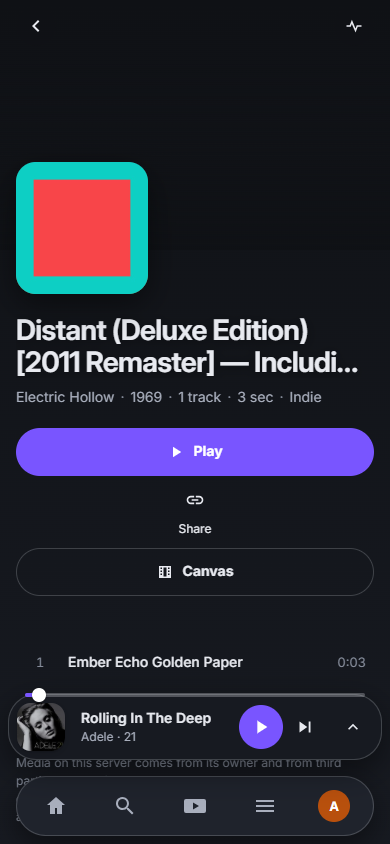 Distant (Deluxe Edition)
[2011 Remaster] — Includi...
Electric Hollow · 1969 · 1 track · 3 sec · Indie
Play
Share
Canvas
1 Ember Echo Golden Paper 0:03
Rolling In The Deep
Adele · 21
ADELE
Media on this server comes from its owner and from third
A